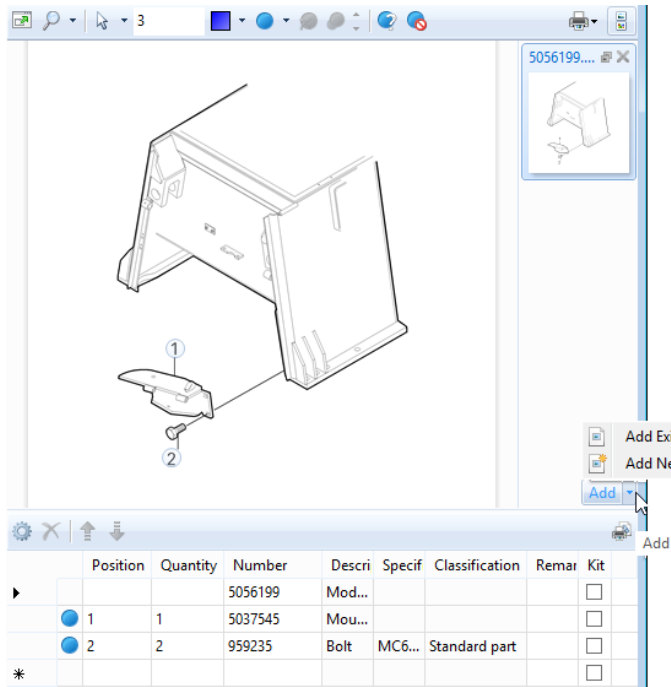 3
5056199....
1
2
Add Exi
Add Ne
Add
Add
Position Quantity Number Descri Specif Classification Remar Kit
5056199 Mod...
1 1 5037545 Mou...
2 2 959235 Bolt MC6... Standard part